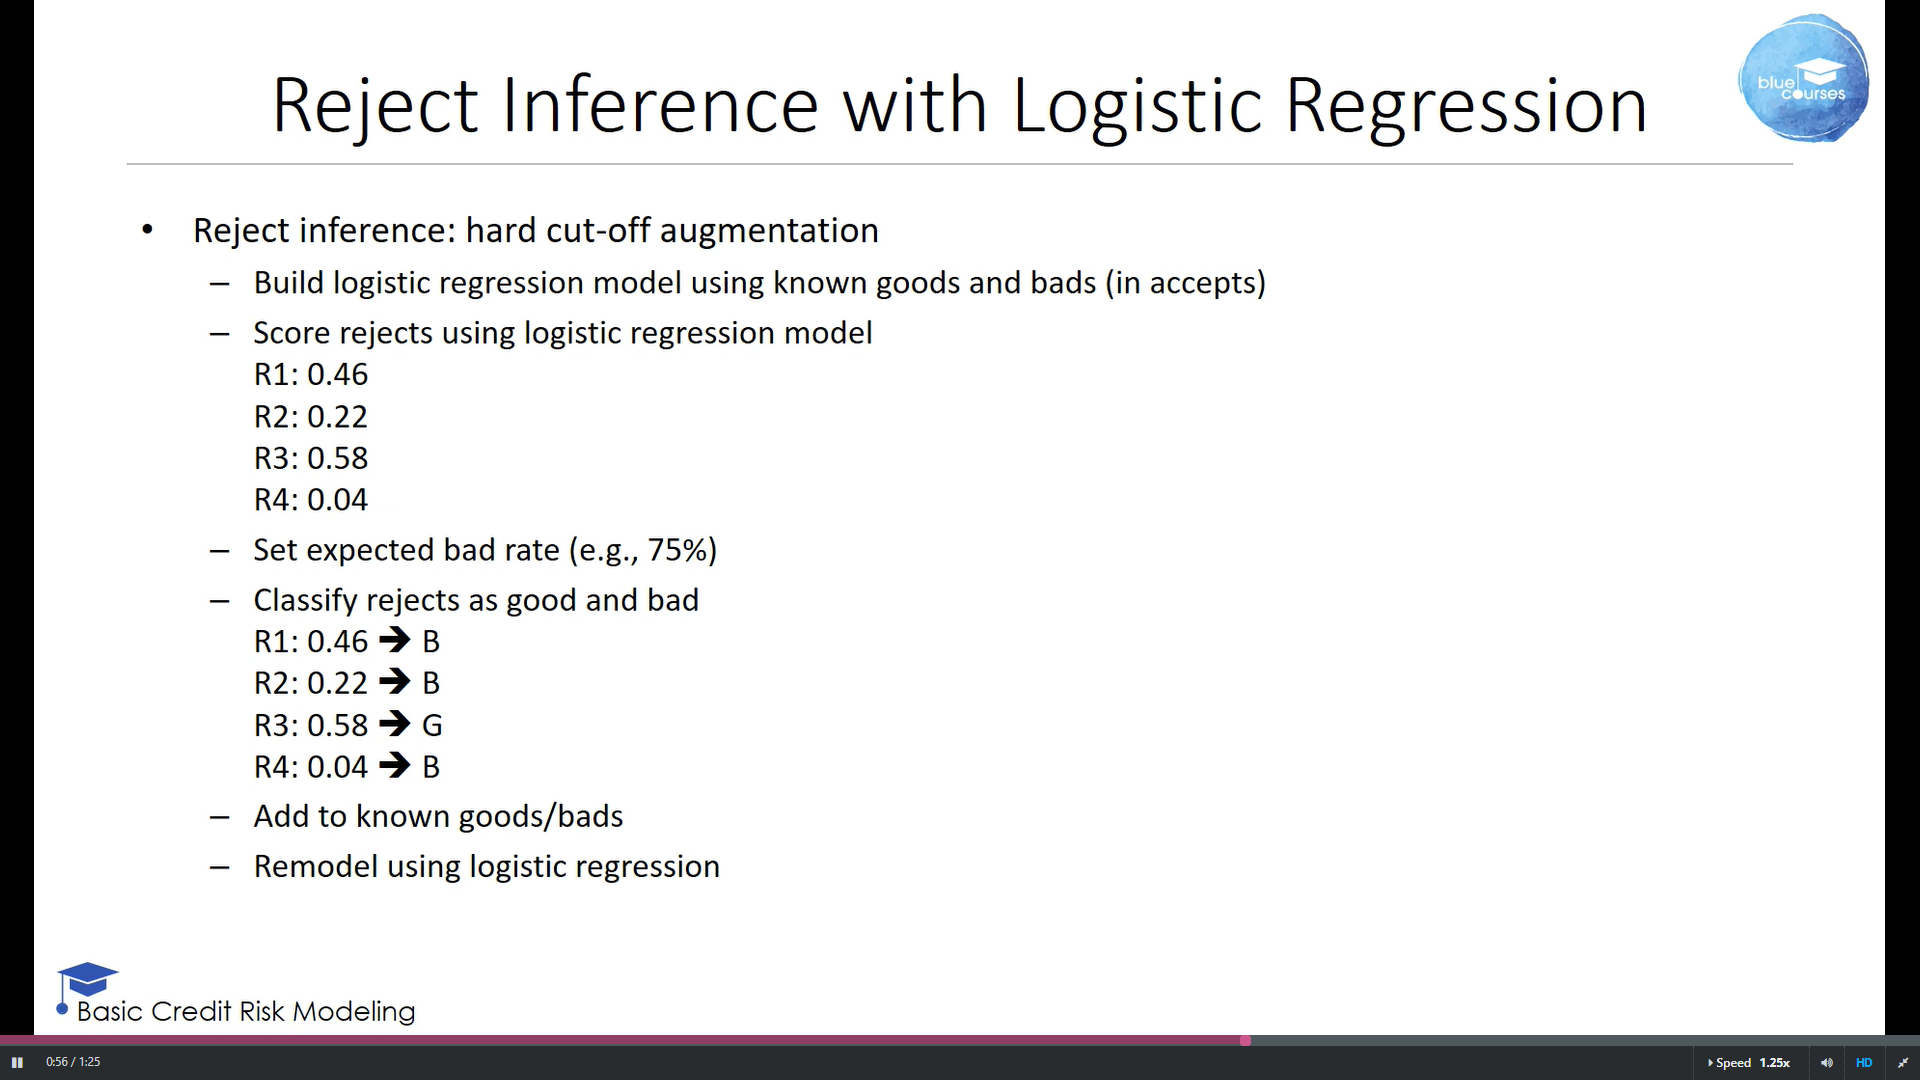 Reject Inference with Logistic Regression
blue courses
• Reject inference: hard cut-off augmentation
– Build logistic regression model using known goods and bads (in accepts)
– Score rejects using logistic regression model
R1: 0.46
R2: 0.22
R3: 0.58
R4: 0.04
– Set expected bad rate (e.g., 75%)
– Classify rejects as good and bad
R1: 0.46 ➔ B
R2: 0.22 ➔ B
R3: 0.58 ➔ G
R4: 0.04 ➔ B
– Add to known goods/bads
– Remodel using logistic regression
Basic Credit Risk Modeling
0:56 / 1:25
Speed 1.25x
HD